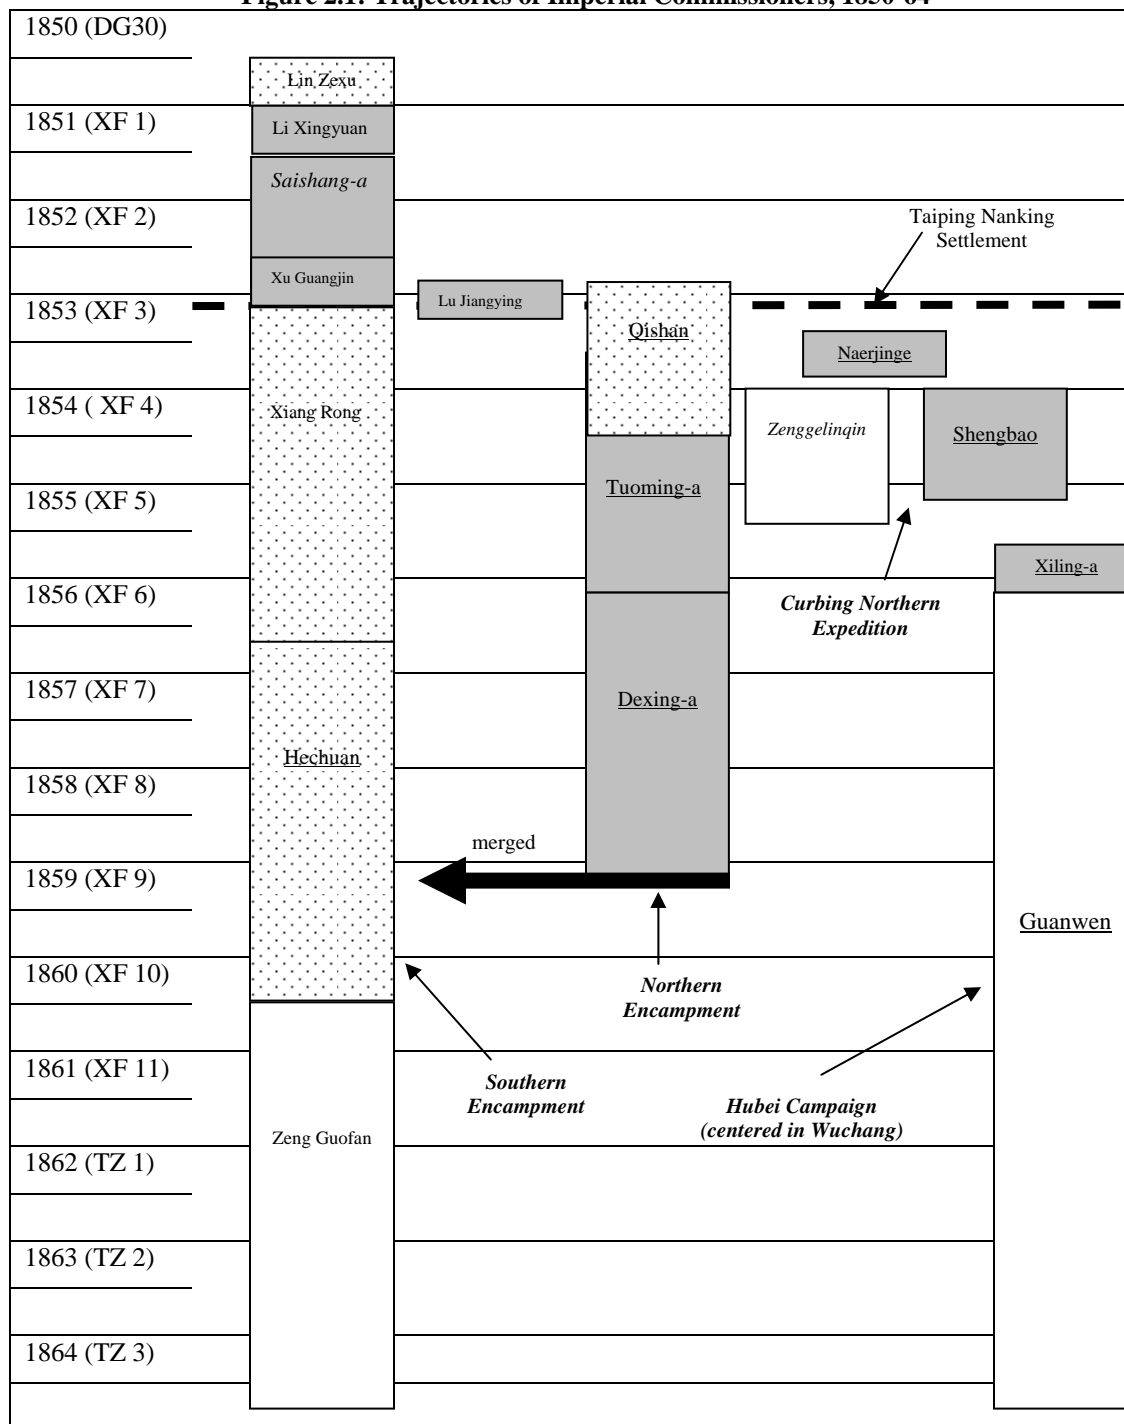 Figure 2.1: Trajectories of Imperial Commissioners, 1850-64
1850 (DG30)
Lin Zexu
1851 (XF 1)
Li Xingyuan
Saishang-a
1852 (XF 2)
Taiping Nanking
Settlement
Xu Guangjin
1853 (XF 3)
Lu Jiangying
Qishan
Naerjinge
1854 ( XF 4)
Xiang Rong
Zenggelinqin
Shengbao
1855 (XF 5)
Tuoming-a
Xiling-a
1856 (XF 6)
Curbing Northern
Expedition
1857 (XF 7)
Dexing-a
Hechuan
1858 (XF 8)
merged
1859 (XF 9)
Guanwen
1860 (XF 10)
Northern
Encampment
1861 (XF 11)
Southern
Encampment
Hubei Campaign
(centered in Wuchang)
Zeng Guofan
1862 (TZ 1)
1863 (TZ 2)
1864 (TZ 3)